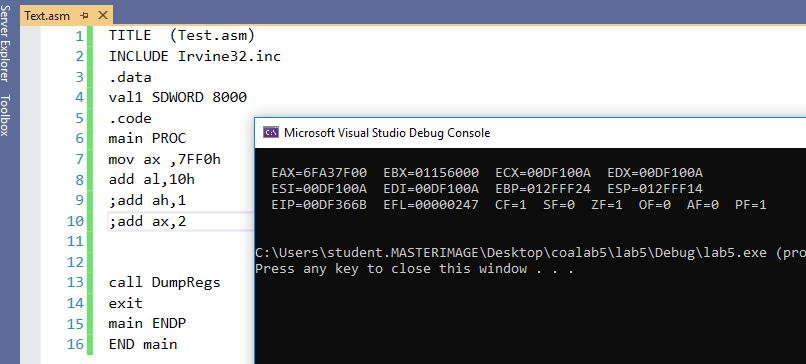 Server Explorer
Toolbox
Text.asm
1 TITLE  (Test.asm)
2 INCLUDE Irvine32.inc
3 .data
4 val1 SDWORD 8000
5 .code
6 main PROC
7 mov ax ,7FF0h
8 add al,10h
9 ;add ah,1
10 ;add ax,2
11
12
13 call DumpRegs
14 exit
15 main ENDP
16 END main
C:\ Microsoft Visual Studio Debug Console
EAX=6FA37F00  EBX=01156000  ECX=00DF100A  EDX=00DF100A
ESI=00DF100A  EDI=00DF100A  EBP=012FFF24  ESP=012FFF14
EIP=00DF366B  EFL=00000247  CF=1  SF=0  ZF=1  OF=0  AF=0  PF=1
C:\Users\student.MASTERIMAGE\Desktop\coalab5\lab5\Debug\lab5.exe (pro
Press any key to close this window . . .